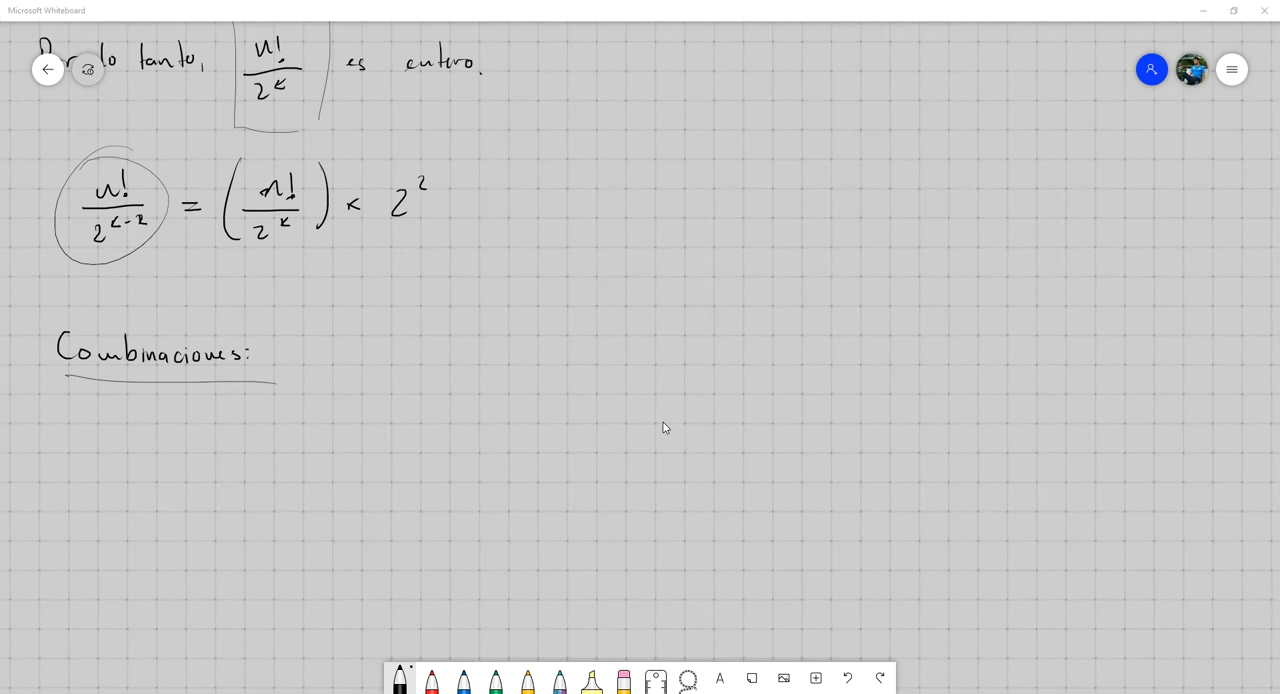 Microsoft Whiteboard
lo tanto, n!/2^k es entero.
n!/2^(k-2) = (n!/2^k) × 2^2
Combinaciones:
A